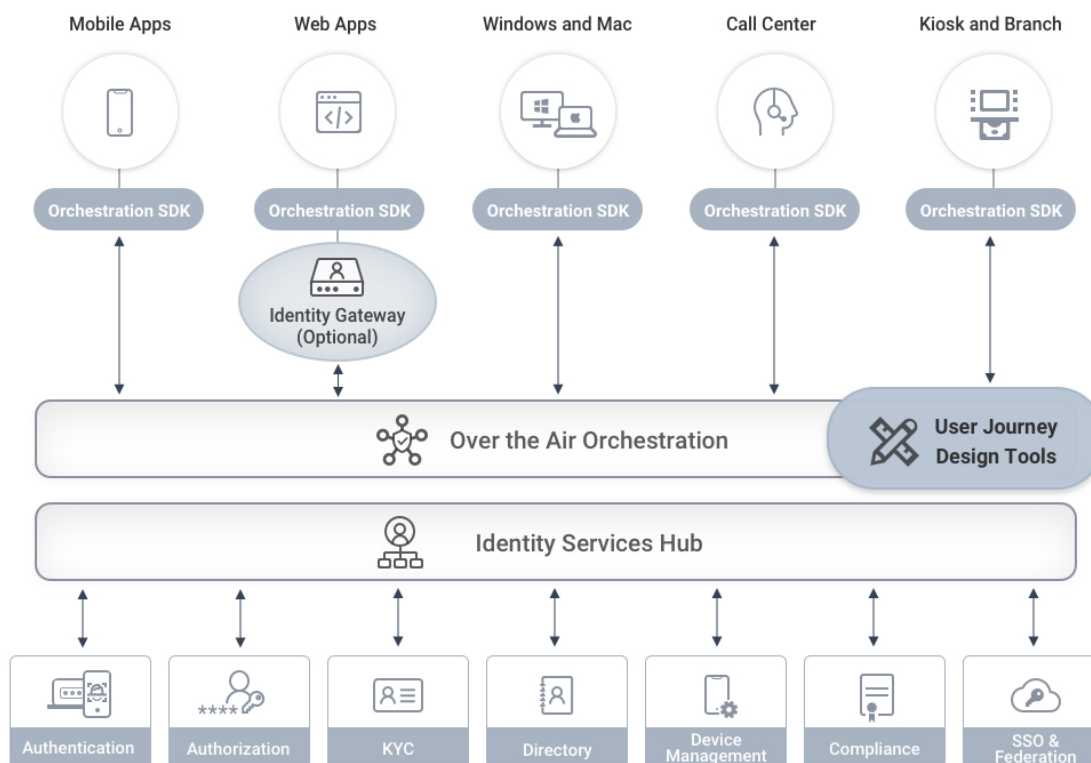 Mobile Apps
Web Apps
Windows and Mac
Call Center
Kiosk and Branch
</>
Orchestration SDK
Orchestration SDK
Orchestration SDK
Orchestration SDK
Orchestration SDK
Identity Gateway
(Optional)
Over the Air Orchestration
User Journey
Design Tools
Identity Services Hub
****
Authentication
Authorization
KYC
Directory
Device
Management
Compliance
SSO &
Federation